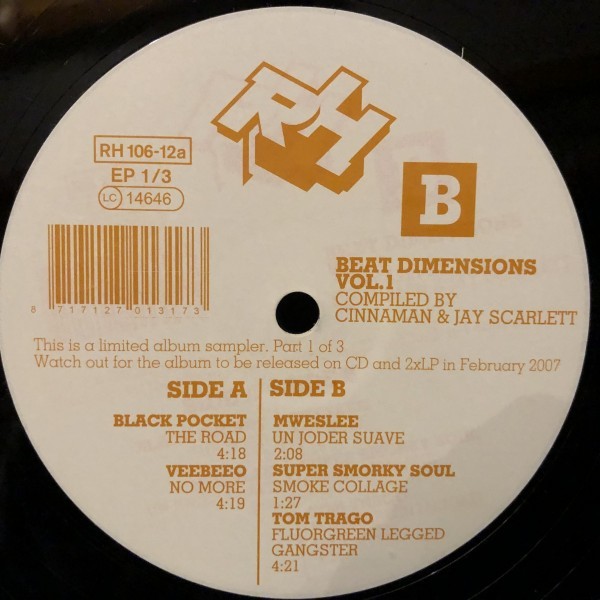 RH
RH 106-12a
EP 1/3
LC 14646
B
8 717127 013173
BEAT DIMENSIONS
VOL.1
COMPILED BY
CINNAMAN & JAY SCARLETT
This is a limited album sampler. Part 1 of 3
Watch out for the album to be released on CD and 2xLP in February 2007
SIDE A
BLACK POCKET
THE ROAD
4:18
VEEBEEO
NO MORE
4:19
SIDE B
MWESLEE
UN JODER SUAVE
2:08
SUPER SMORKY SOUL
SMOKE COLLAGE
1:27
TOM TRAGO
FLUORGREEN LEGGED
GANGSTER
4:21